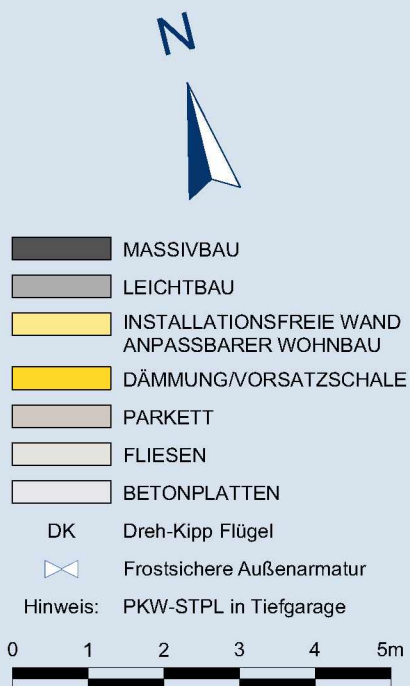 N
MASSIVBAU
LEICHTBAU
INSTALLATIONSFREIE WAND
ANPASSBARER WOHNBAU
DÄMMUNG/VORSATZSCHALE
PARKETT
FLIESEN
BETONPLATTEN
DK Dreh-Kipp Flügel
Frostsichere Außenarmatur
Hinweis: PKW-STPL in Tiefgarage
0 1 2 3 4 5m